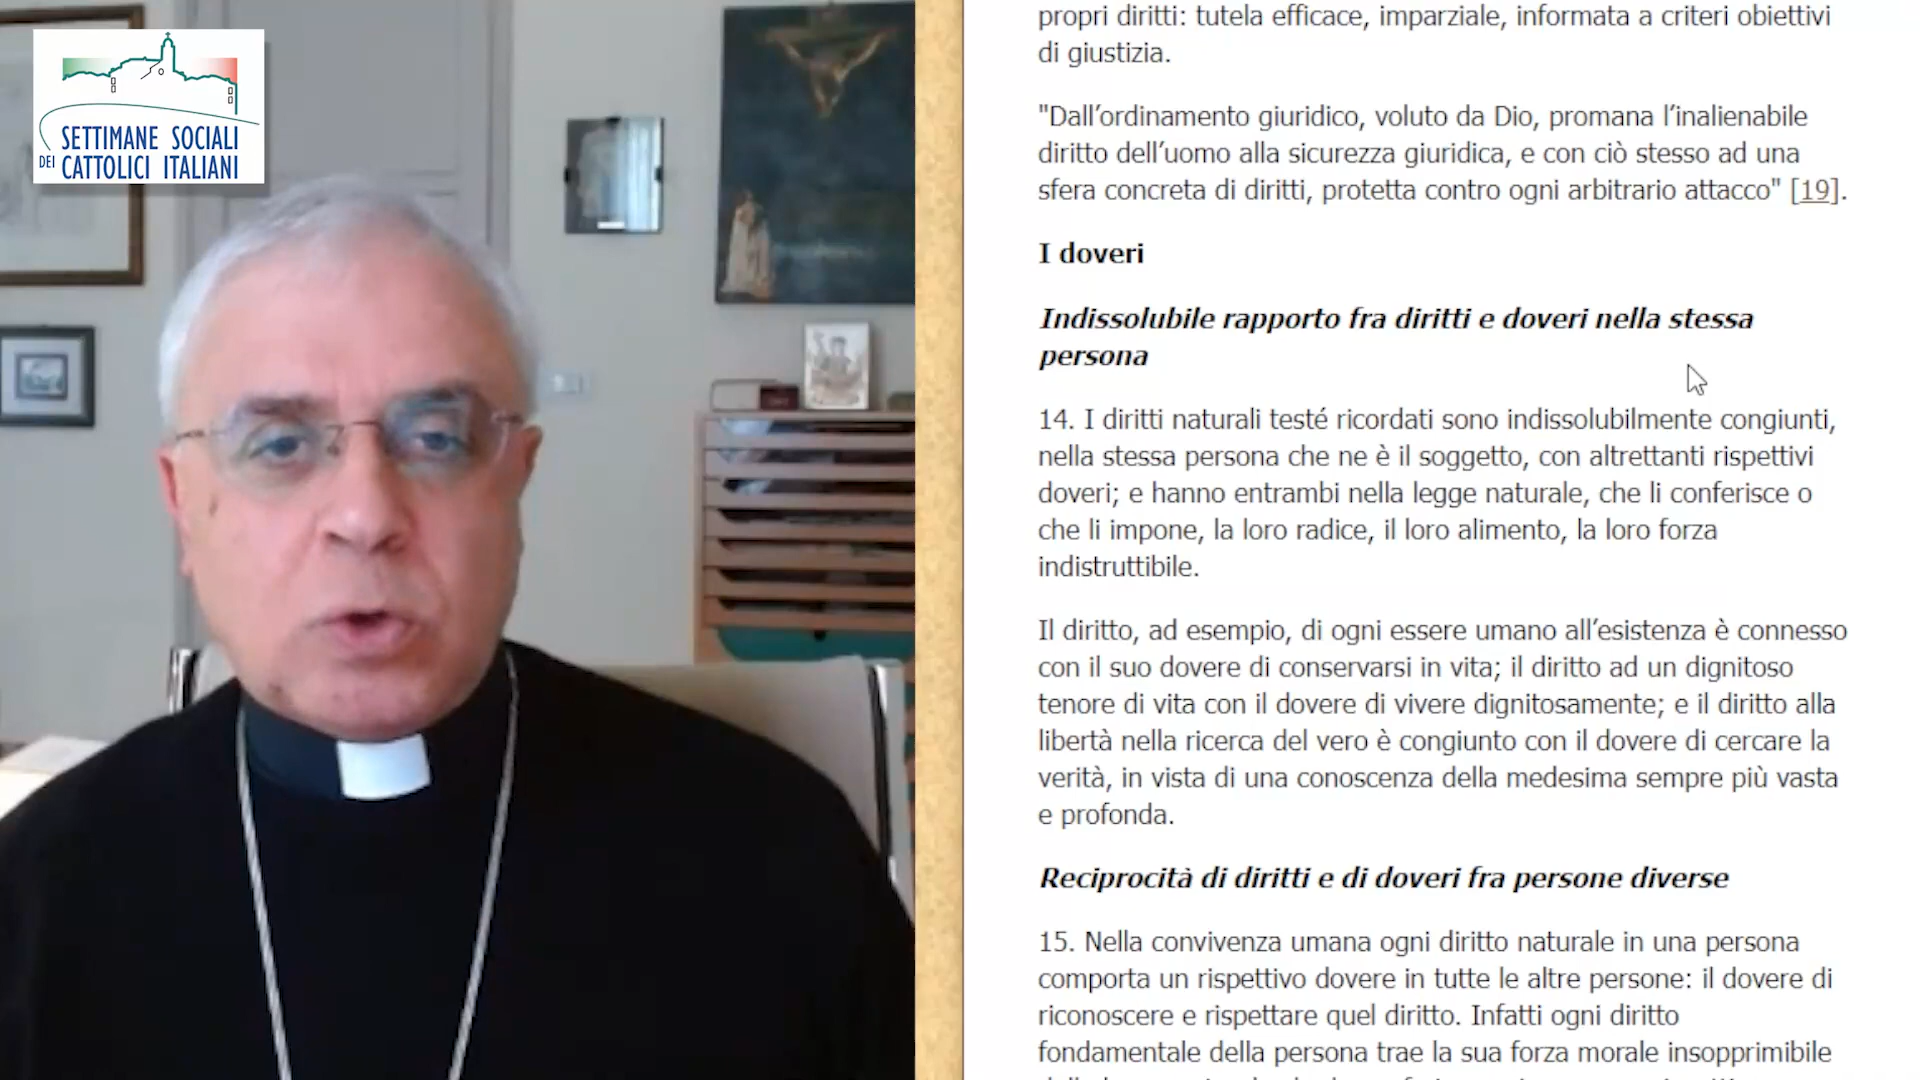 SETTIMANE SOCIALI
DEI CATTOLICI ITALIANI
propri diritti: tutela efficace, imparziale, informata a criteri obiettivi
di giustizia.
"Dall’ordinamento giuridico, voluto da Dio, promana l’inalienabile
diritto dell’uomo alla sicurezza giuridica, e con ciò stesso ad una
sfera concreta di diritti, protetta contro ogni arbitrario attacco" [19].
I doveri
Indissolubile rapporto fra diritti e doveri nella stessa
persona
14. I diritti naturali testé ricordati sono indissolubilmente congiunti,
nella stessa persona che ne è il soggetto, con altrettanti rispettivi
doveri; e hanno entrambi nella legge naturale, che li conferisce o
che li impone, la loro radice, il loro alimento, la loro forza
indistruttibile.
Il diritto, ad esempio, di ogni essere umano all’esistenza è connesso
con il suo dovere di conservarsi in vita; il diritto ad un dignitoso
tenore di vita con il dovere di vivere dignitosamente; e il diritto alla
libertà nella ricerca del vero è congiunto con il dovere di cercare la
verità, in vista di una conoscenza della medesima sempre più vasta
e profonda.
Reciprocità di diritti e di doveri fra persone diverse
15. Nella convivenza umana ogni diritto naturale in una persona
comporta un rispettivo dovere in tutte le altre persone: il dovere di
riconoscere e rispettare quel diritto. Infatti ogni diritto
fondamentale della persona trae la sua forza morale insopprimibile